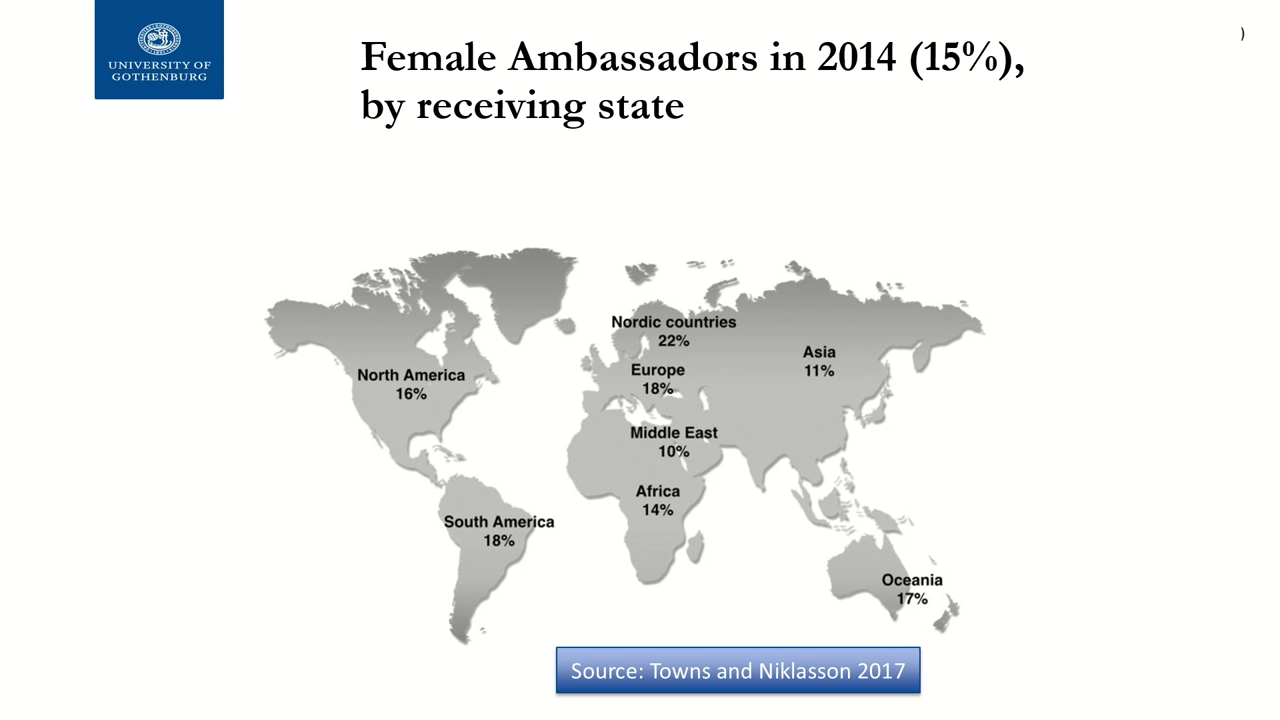 UNIVERSITY OF
GOTHENBURG
Female Ambassadors in 2014 (15%),
by receiving state
)
Nordic countries
22%
Asia
11%
Europe
18%
North America
16%
Middle East
10%
Africa
14%
South America
18%
Oceania
17%
Source: Towns and Niklasson 2017